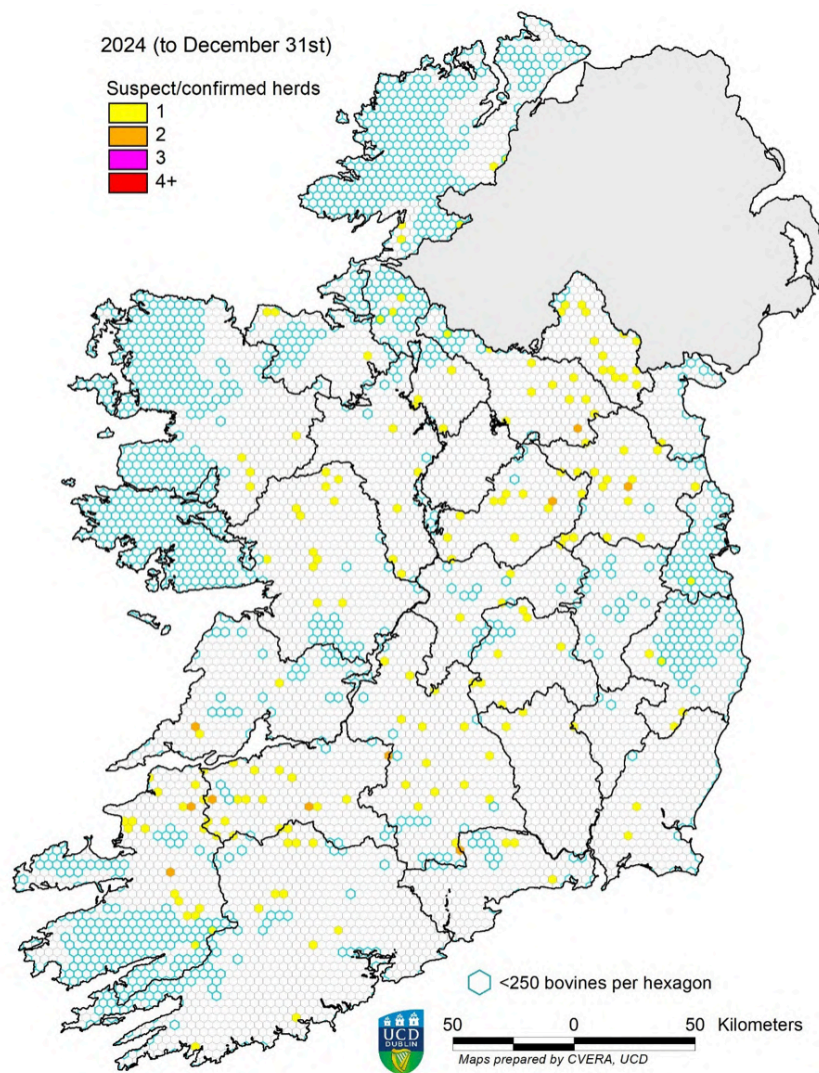 2024 (to December 31st)
Suspect/confirmed herds
1
2
3
4+
<250 bovines per hexagon
UCD
DUBLIN
50 0 50 Kilometers
Maps prepared by CVERA, UCD